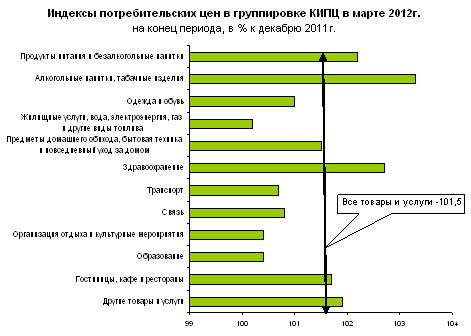 Индексы потребительских цен в группировке КИПЦ в марте 2012г.
на конец периода, в % к декабрю 2011 г.
Продукты питания и безалкогольные напитки
Алкогольные напитки, табачные изделия
Одежда и обувь
Жилищные услуги, вода, электроэнергия, газ
и другие виды топлива
Предметы домашнего обихода, бытовая техника
и повседневный уход за домом
Здравоохранение
Транспорт
Связь
Организация отдыха и культурные мероприятия
Образование
Гостиницы, кафе и рестораны
Другие товары и услуги
Все товары и услуги -101,5
99 100 101 102 103 104